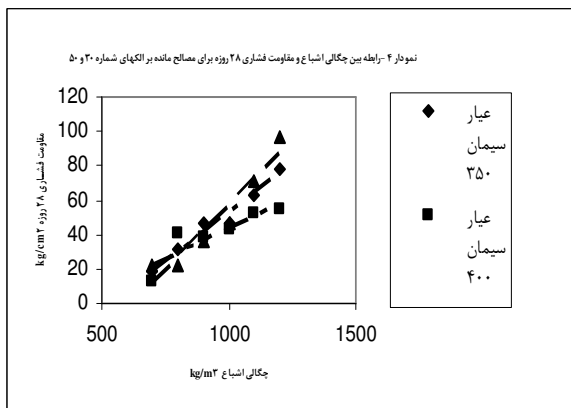 نمودار ۴ -رابطه بین چگالی اشباع و مقاومت فشاری ۲۸ روزه برای مصالح مانده بر الکهای شماره ۳۰ و ۵۰
120
100
80
60
40
20
0
500
1000
1500
مقاومت فشاری ۲۸ روزه kg/cm۲
چگالی اشباع kg/m۳
عیار
سیمان
۳۵۰
عیار
سیمان
۴۰۰